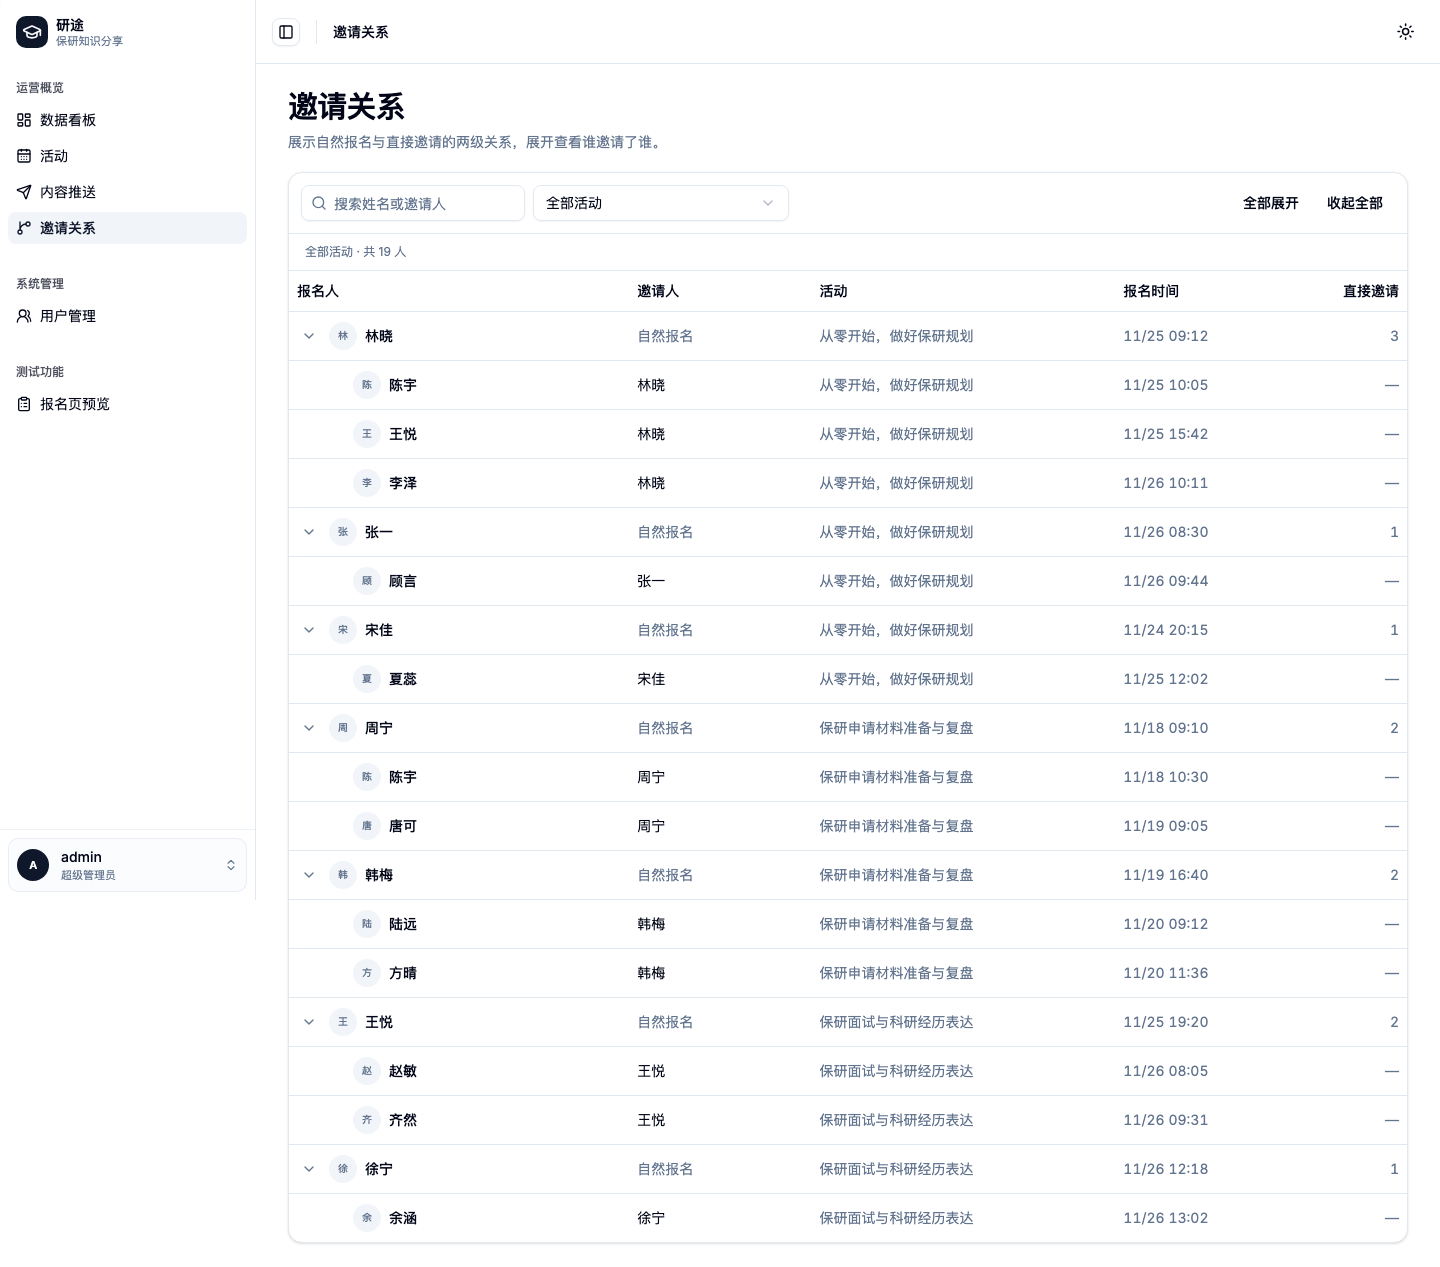 研途
保研知识分享
运营概览
数据看板
活动
内容推送
邀请关系
系统管理
用户管理
测试功能
报名页预览
A admin
超级管理员
邀请关系
邀请关系
展示自然报名与直接邀请的两级关系，展开查看谁邀请了谁。
搜索姓名或邀请人 全部活动 全部展开 收起全部
全部活动 · 共 19 人
报名人 邀请人 活动 报名时间 直接邀请
林 林晓 自然报名 从零开始，做好保研规划 11/25 09:12 3
陈 陈宇 林晓 从零开始，做好保研规划 11/25 10:05 —
王 王悦 林晓 从零开始，做好保研规划 11/25 15:42 —
李 李泽 林晓 从零开始，做好保研规划 11/26 10:11 —
张 张一 自然报名 从零开始，做好保研规划 11/26 08:30 1
顾 顾言 张一 从零开始，做好保研规划 11/26 09:44 —
宋 宋佳 自然报名 从零开始，做好保研规划 11/24 20:15 1
夏 夏蕊 宋佳 从零开始，做好保研规划 11/25 12:02 —
周 周宁 自然报名 保研申请材料准备与复盘 11/18 09:10 2
陈 陈宇 周宁 保研申请材料准备与复盘 11/18 10:30 —
唐 唐可 周宁 保研申请材料准备与复盘 11/19 09:05 —
韩 韩梅 自然报名 保研申请材料准备与复盘 11/19 16:40 2
陆 陆远 韩梅 保研申请材料准备与复盘 11/20 09:12 —
方 方晴 韩梅 保研申请材料准备与复盘 11/20 11:36 —
王 王悦 自然报名 保研面试与科研经历表达 11/25 19:20 2
赵 赵敏 王悦 保研面试与科研经历表达 11/26 08:05 —
齐 齐然 王悦 保研面试与科研经历表达 11/26 09:31 —
徐 徐宁 自然报名 保研面试与科研经历表达 11/26 12:18 1
余 余涵 徐宁 保研面试与科研经历表达 11/26 13:02 —